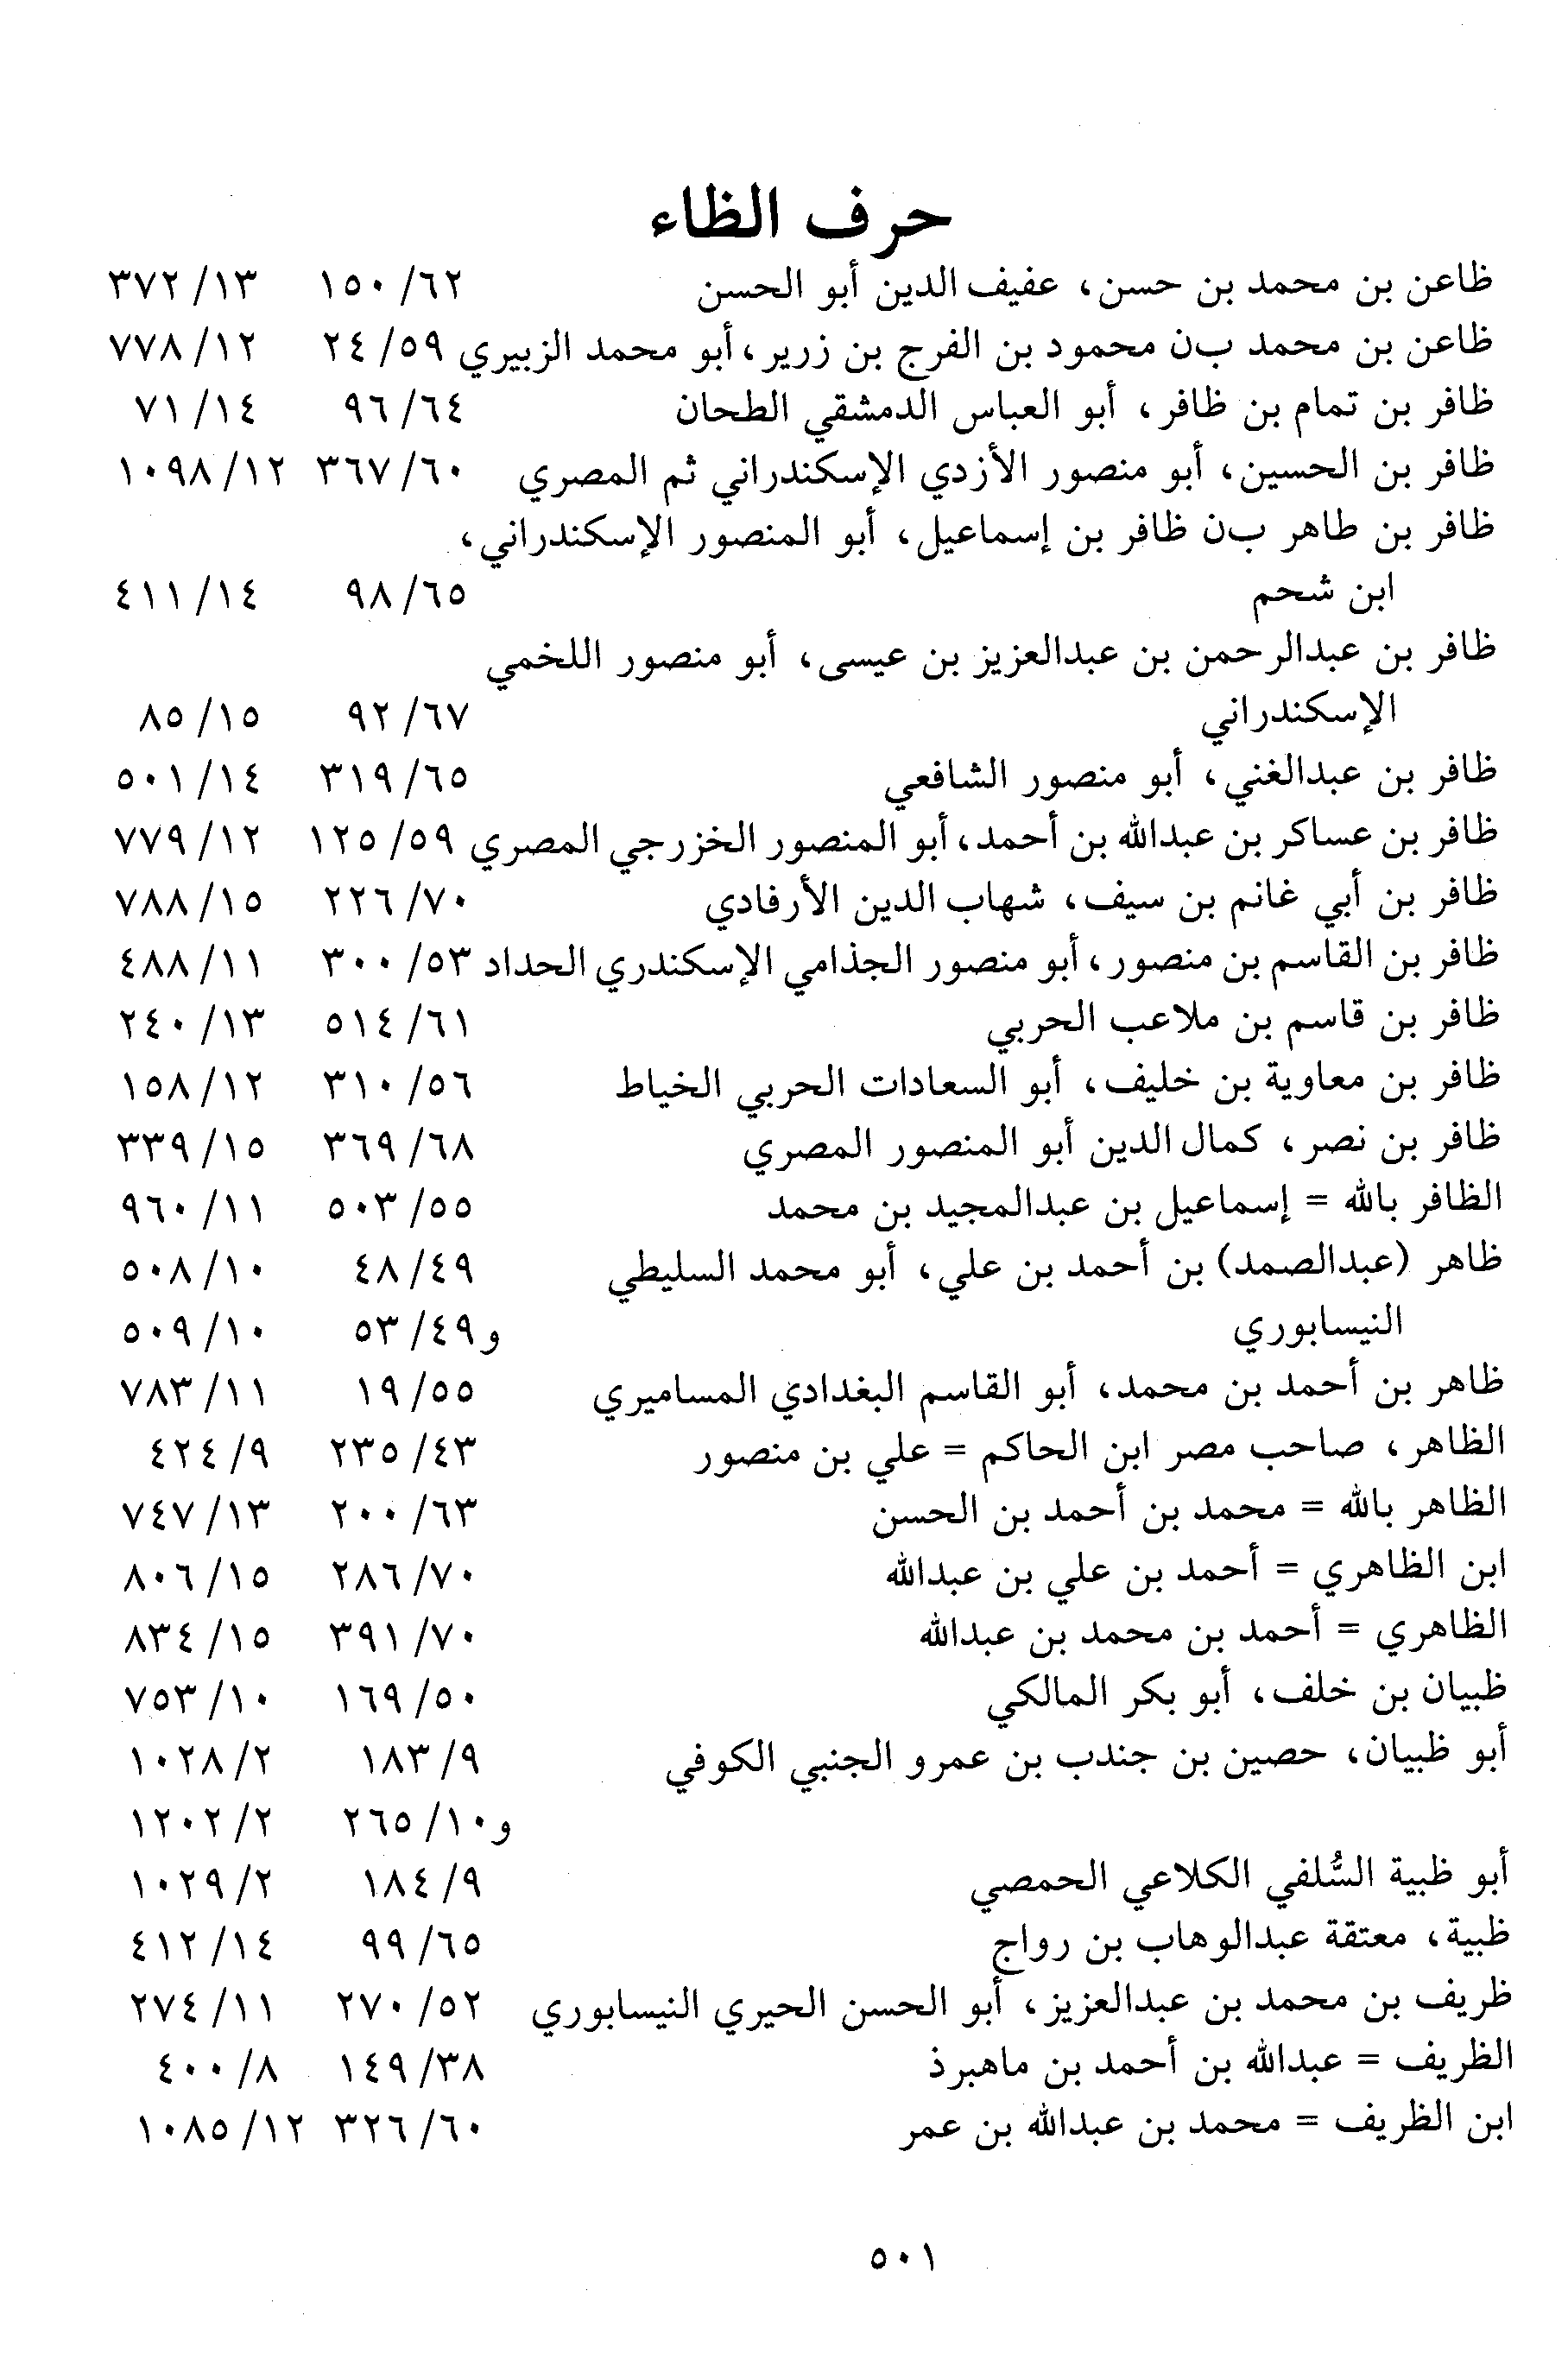 حرف الظاء
ظاعن بن محمد بن حسن، عفيف الدين أبو الحسن ٦٢/ ١٥٠ ١٣/ ٣٧٢
ظاعن بن محمد بن محمود بن الفرج بن زرير، أبو محمد الزبيري ٥٩/ ٢٤ ١٢/ ٧٧٨
ظافر بن تمام بن ظافر، أبو العباس الدمشقي الطحان ٦٤/ ٩٦ ١٤/ ٧١
ظافر بن الحسين، أبو منصور الأزدي الإسكندراني ثم المصري ٦٠/ ٣٦٧ ١٢/ ١٠٩٨
ظافر بن طاهر بن ظافر بن إسماعيل، أبو المنصور الإسكندراني،
ابن شحم ٦٥/ ٩٨ ١٤/ ٤١١
ظافر بن عبدالرحمن بن عبدالعزيز بن عيسى، أبو منصور اللخمي
الإسكندراني ٦٧/ ٩٢ ١٥/ ٨٥
ظافر بن عبدالغني، أبو منصور الشافعي ٦٥/ ٣١٩ ١٤/ ٥٠١
ظافر بن عساكر بن عبدالله بن أحمد، أبو المنصور الخزرجي المصري ٥٩/ ١٢٥ ١٢/ ٧٧٩
ظافر بن أبي غانم بن سيف، شهاب الدين الأرفادي ٧٠/ ٢٢٦ ١٥/ ٧٨٨
ظافر بن القاسم بن منصور، أبو منصور الجذامي الإسكندري الحداد ٥٣/ ٣٠٠ ١١/ ٤٨٨
ظافر بن قاسم بن ملاعب الحربي ٦١/ ٥١٤ ١٣/ ٢٤٠
ظافر بن معاوية بن خليف، أبو السعادات الحربي الخياط ٥٦/ ٣١٠ ١٢/ ١٥٨
ظافر بن نصر، كمال الدين أبو المنصور المصري ٦٨/ ٣٦٩ ١٥/ ٣٣٩
الظافر بالله = إسماعيل بن عبدالمجيد بن محمد ٥٥/ ٥٠٣ ١١/ ٩٦٠
ظاهر (عبدالصمد) بن أحمد بن علي، أبو محمد السليطي ٤٩/ ٤٨ ١٠/ ٥٠٨
النيسابوري و٤٩/ ٥٣ ١٠/ ٥٠٩
ظاهر بن أحمد بن محمد، أبو القاسم البغدادي المساميري ٥٥/ ١٩ ١١/ ٧٨٣
الظاهر، صاحب مصر ابن الحاكم = علي بن منصور ٤٣/ ٢٣٥ ٩/ ٤٢٤
الظاهر بالله = محمد بن أحمد بن الحسن ٦٣/ ٢٠٠ ١٣/ ٧٤٧
ابن الظاهري = أحمد بن علي بن عبدالله ٧٠/ ٢٨٦ ١٥/ ٨٠٦
الظاهري = أحمد بن محمد بن عبدالله ٧٠/ ٣٩١ ١٥/ ٨٣٤
ظبيان بن خلف، أبو بكر المالكي ٥٠/ ١٦٩ ١٠/ ٧٥٣
أبو ظبيان، حصين بن جندب بن عمرو الجنبي الكوفي ٩/ ١٨٣ ٢/ ١٠٢٨
و١٠/ ٢٦٥ ٢/ ١٢٠٢
أبو ظبية السُّلفي الكلاعي الحمصي ٩/ ١٨٤ ٢/ ١٠٢٩
ظبية، معتقة عبدالوهاب بن رواج ٦٥/ ٩٩ ١٤/ ٤١٢
ظريف بن محمد بن عبدالعزيز، أبو الحسن الحيري النيسابوري ٥٢/ ٢٧٠ ١١/ ٢٧٤
الظريف = عبدالله بن أحمد بن ماهبرذ ٣٨/ ١٤٩ ٨/ ٤٠٠
ابن الظريف = محمد بن عبدالله بن عمر ٦٠/ ٣٢٦ ١٢/ ١٠٨٥
٥٠١